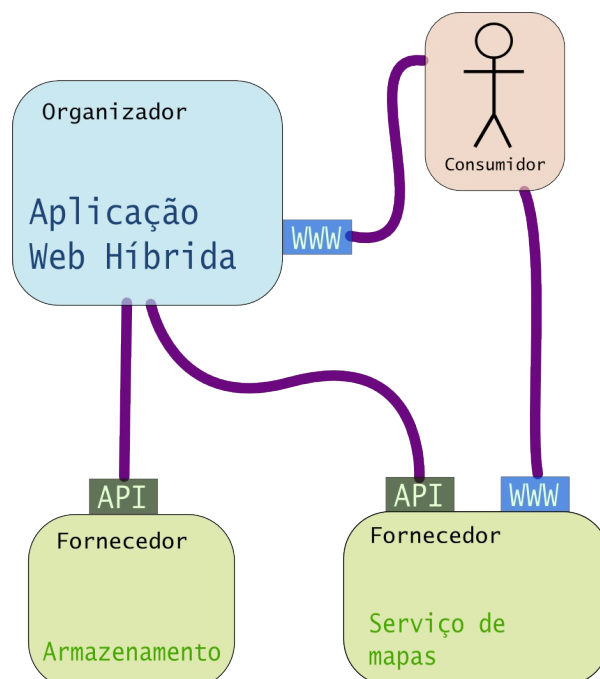 Organizador
Aplicação
Web Híbrida
WWW
Consumidor
API
Fornecedor
Armazenamento
API
WWW
Fornecedor
Serviço de
mapas